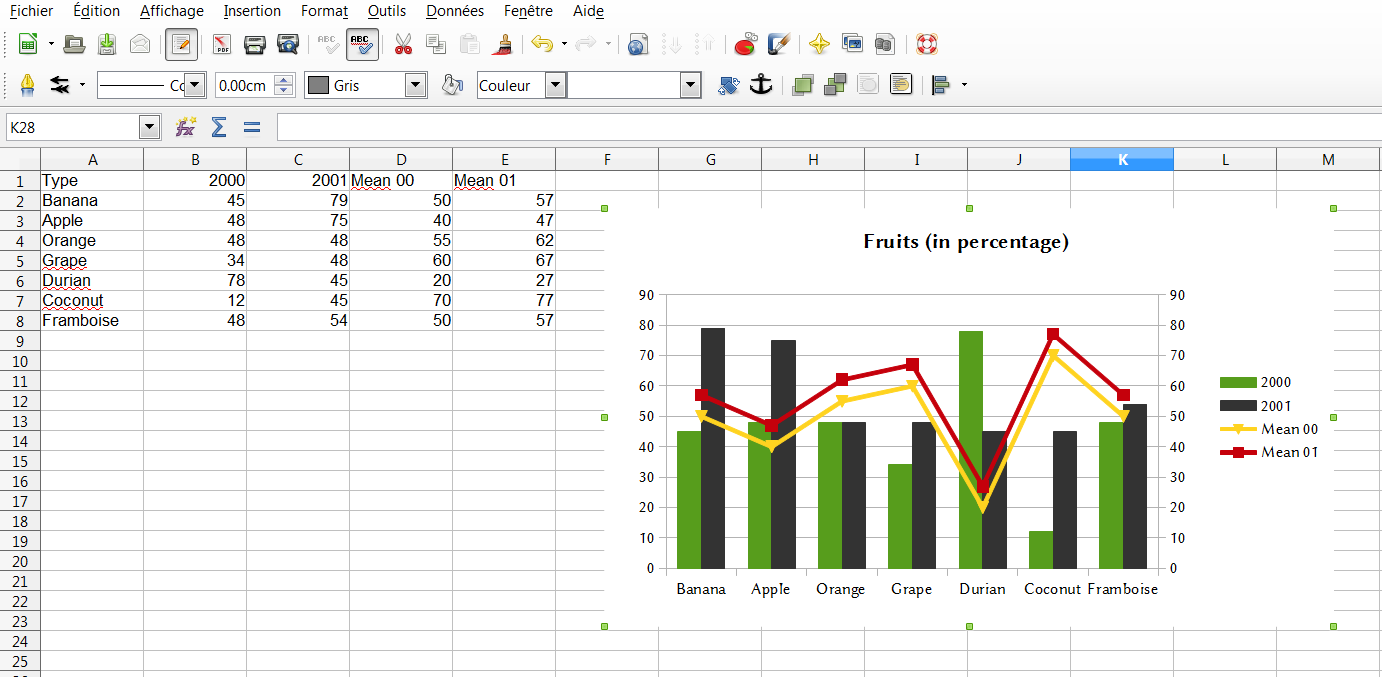 Fichier Édition Affichage Insertion Format Outils Données Fenêtre Aide
PDF ABC ABC
0.00cm Gris Couleur
K28 fx Σ =
A B C D E F G H I J K L M
1 Type 2000 2001 Mean 00 Mean 01
2 Banana 45 79 50 57
3 Apple 48 75 40 47
4 Orange 48 48 55 62
5 Grape 34 48 60 67
6 Durian 78 45 20 27
7 Coconut 12 45 70 77
8 Framboise 48 54 50 57
9
10
11
12
13
14
15
16
17
18
19
20
21
22
23
24
25
Fruits (in percentage)
90 90
80 80
70 70
60 60
50 50
40 40
30 30
20 20
10 10
0 0
Banana Apple Orange Grape Durian Coconut Framboise
2000
2001
Mean 00
Mean 01